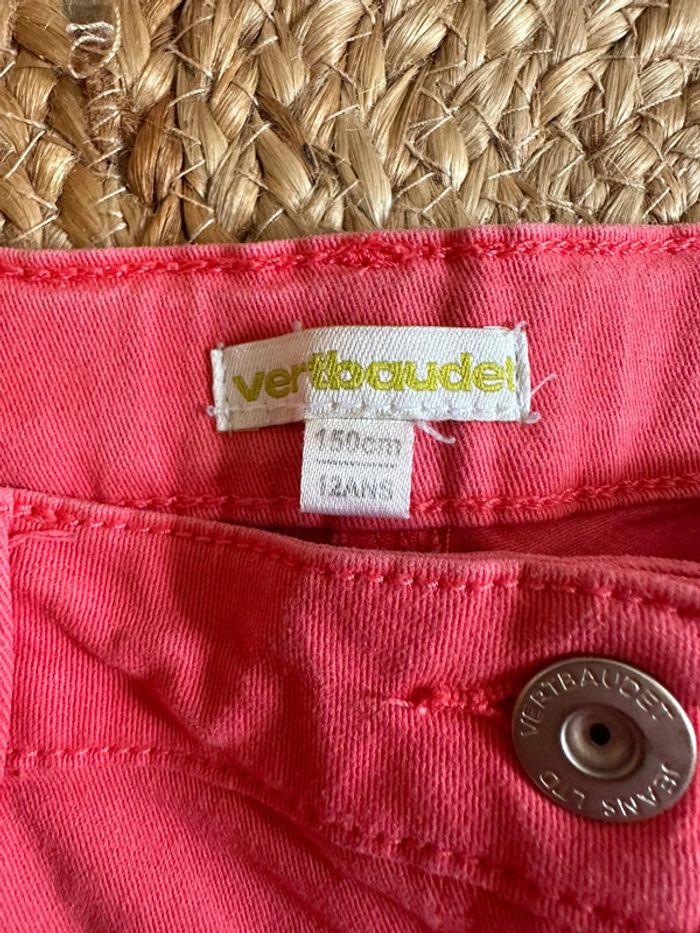 vertbaudet
150cm
12ANS
VERTBAUDET
JEANS LTD